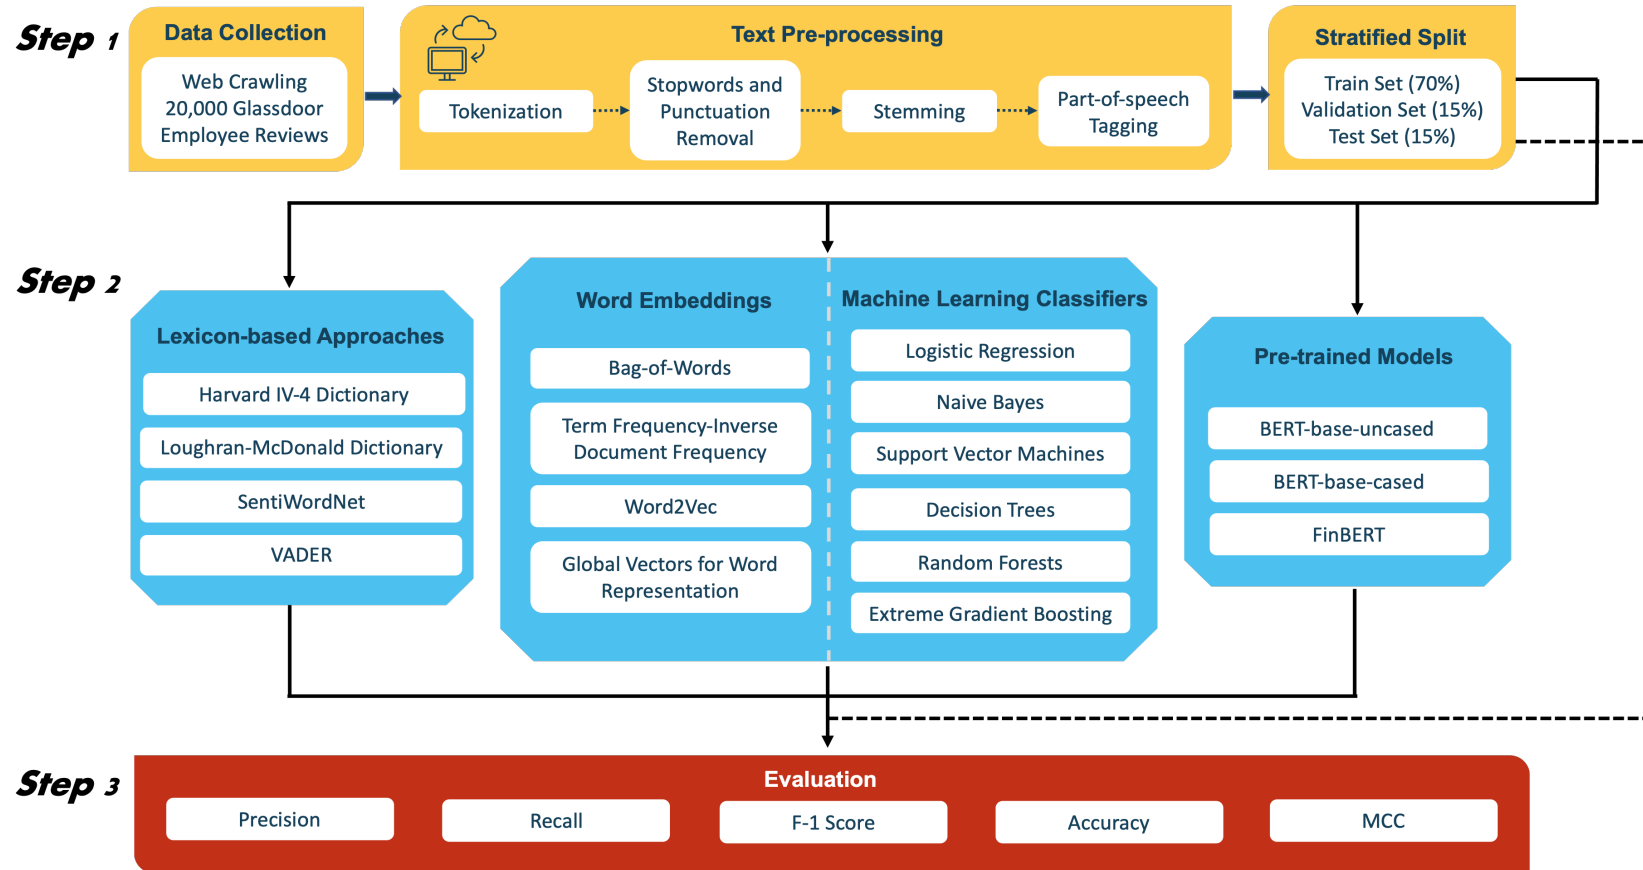 Step 1
Data Collection
Web Crawling
20,000 Glassdoor
Employee Reviews
Text Pre-processing
Tokenization
Stopwords and
Punctuation
Removal
Stemming
Part-of-speech
Tagging
Stratified Split
Train Set (70%)
Validation Set (15%)
Test Set (15%)
Step 2
Lexicon-based Approaches
Harvard IV-4 Dictionary
Loughran-McDonald Dictionary
SentiWordNet
VADER
Word Embeddings
Bag-of-Words
Term Frequency-Inverse
Document Frequency
Word2Vec
Global Vectors for Word
Representation
Machine Learning Classifiers
Logistic Regression
Naive Bayes
Support Vector Machines
Decision Trees
Random Forests
Extreme Gradient Boosting
Pre-trained Models
BERT-base-uncased
BERT-base-cased
FinBERT
Step 3
Evaluation
Precision
Recall
F-1 Score
Accuracy
MCC